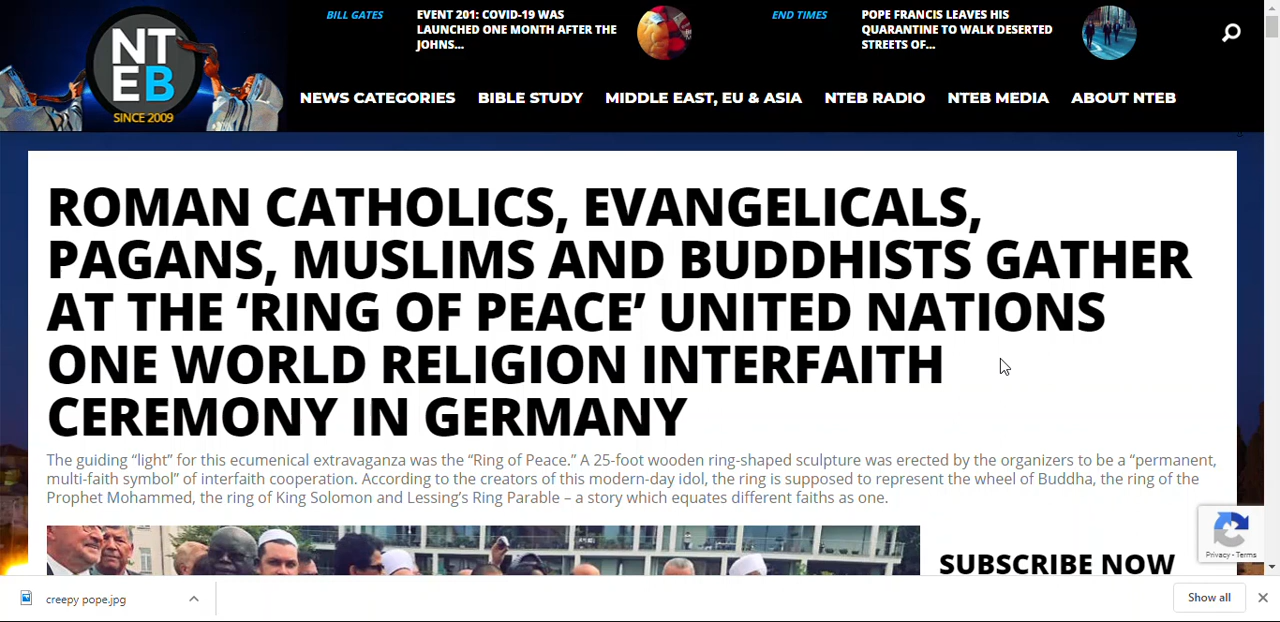 BILL GATES
EVENT 201: COVID-19 WAS
LAUNCHED ONE MONTH AFTER THE
JOHNS...
END TIMES
POPE FRANCIS LEAVES HIS
QUARANTINE TO WALK DESERTED
STREETS OF...
NT
EB
SINCE 2009
NEWS CATEGORIES BIBLE STUDY MIDDLE EAST, EU & ASIA NTEB RADIO NTEB MEDIA ABOUT NTEB
ROMAN CATHOLICS, EVANGELICALS,
PAGANS, MUSLIMS AND BUDDHISTS GATHER
AT THE ‘RING OF PEACE’ UNITED NATIONS
ONE WORLD RELIGION INTERFAITH
CEREMONY IN GERMANY
The guiding “light” for this ecumenical extravaganza was the “Ring of Peace.” A 25-foot wooden ring-shaped sculpture was erected by the organizers to be a “permanent,
multi-faith symbol” of interfaith cooperation. According to the creators of this modern-day idol, the ring is supposed to represent the wheel of Buddha, the ring of the
Prophet Mohammed, the ring of King Solomon and Lessing’s Ring Parable – a story which equates different faiths as one.
SUBSCRIBE NOW
Privacy - Terms
creepy pope.jpg
Show all